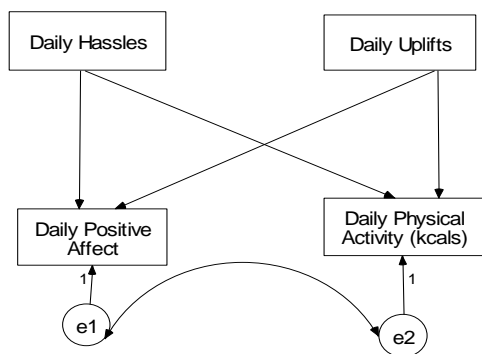 Daily Hassles
Daily Uplifts
Daily Positive
Affect
Daily Physical
Activity (kcals)
1
1
e1
e2